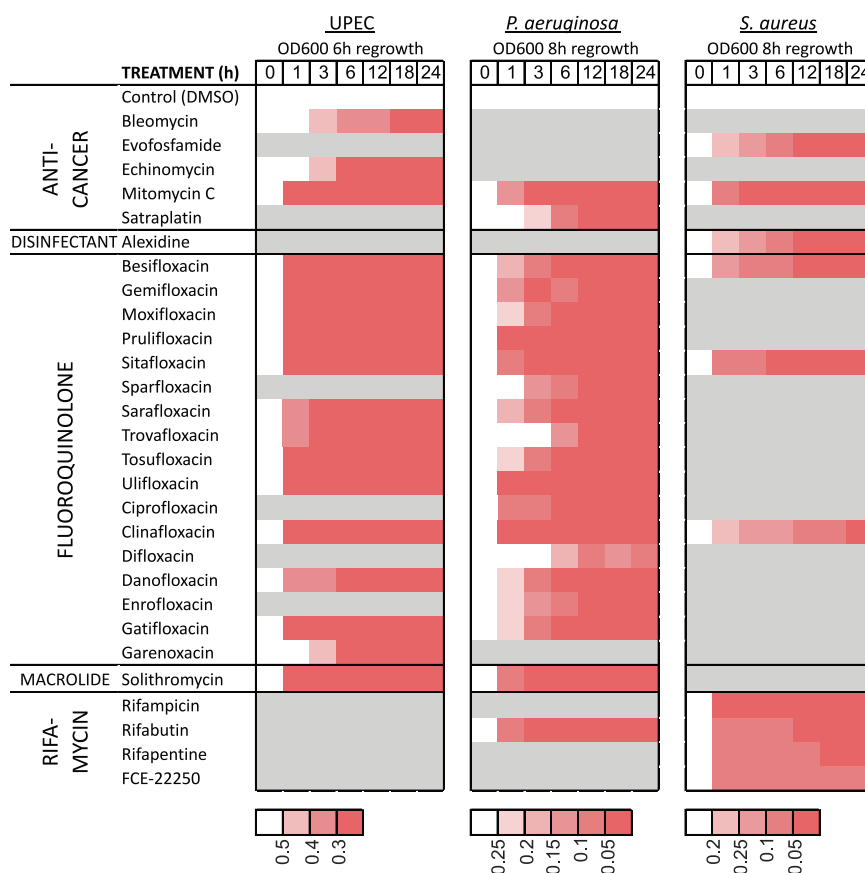 UPEC P. aeruginosa S. aureus
OD600 6h regrowth OD600 8h regrowth OD600 8h regrowth
TREATMENT (h) 0 1 3 6 12 18 24 0 1 3 6 12 18 24 0 1 3 6 12 18 24
ANTI-
CANCER
Control (DMSO)
Bleomycin
Evofosfamide
Echinomycin
Mitomycin C
Satraplatin
DISINFECTANT Alexidine
FLUOROQUINOLONE
Besifloxacin
Gemifloxacin
Moxifloxacin
Prulifloxacin
Sitafloxacin
Sparfloxacin
Sarafloxacin
Trovafloxacin
Tosufloxacin
Ulifloxacin
Ciprofloxacin
Clinafloxacin
Difloxacin
Danofloxacin
Enrofloxacin
Gatifloxacin
Garenoxacin
MACROLIDE Solithromycin
RIFA-
MYCIN
Rifampicin
Rifabutin
Rifapentine
FCE-22250
0.5 0.4 0.3 0.25 0.2 0.15 0.1 0.05 0.2 0.25 0.1 0.05